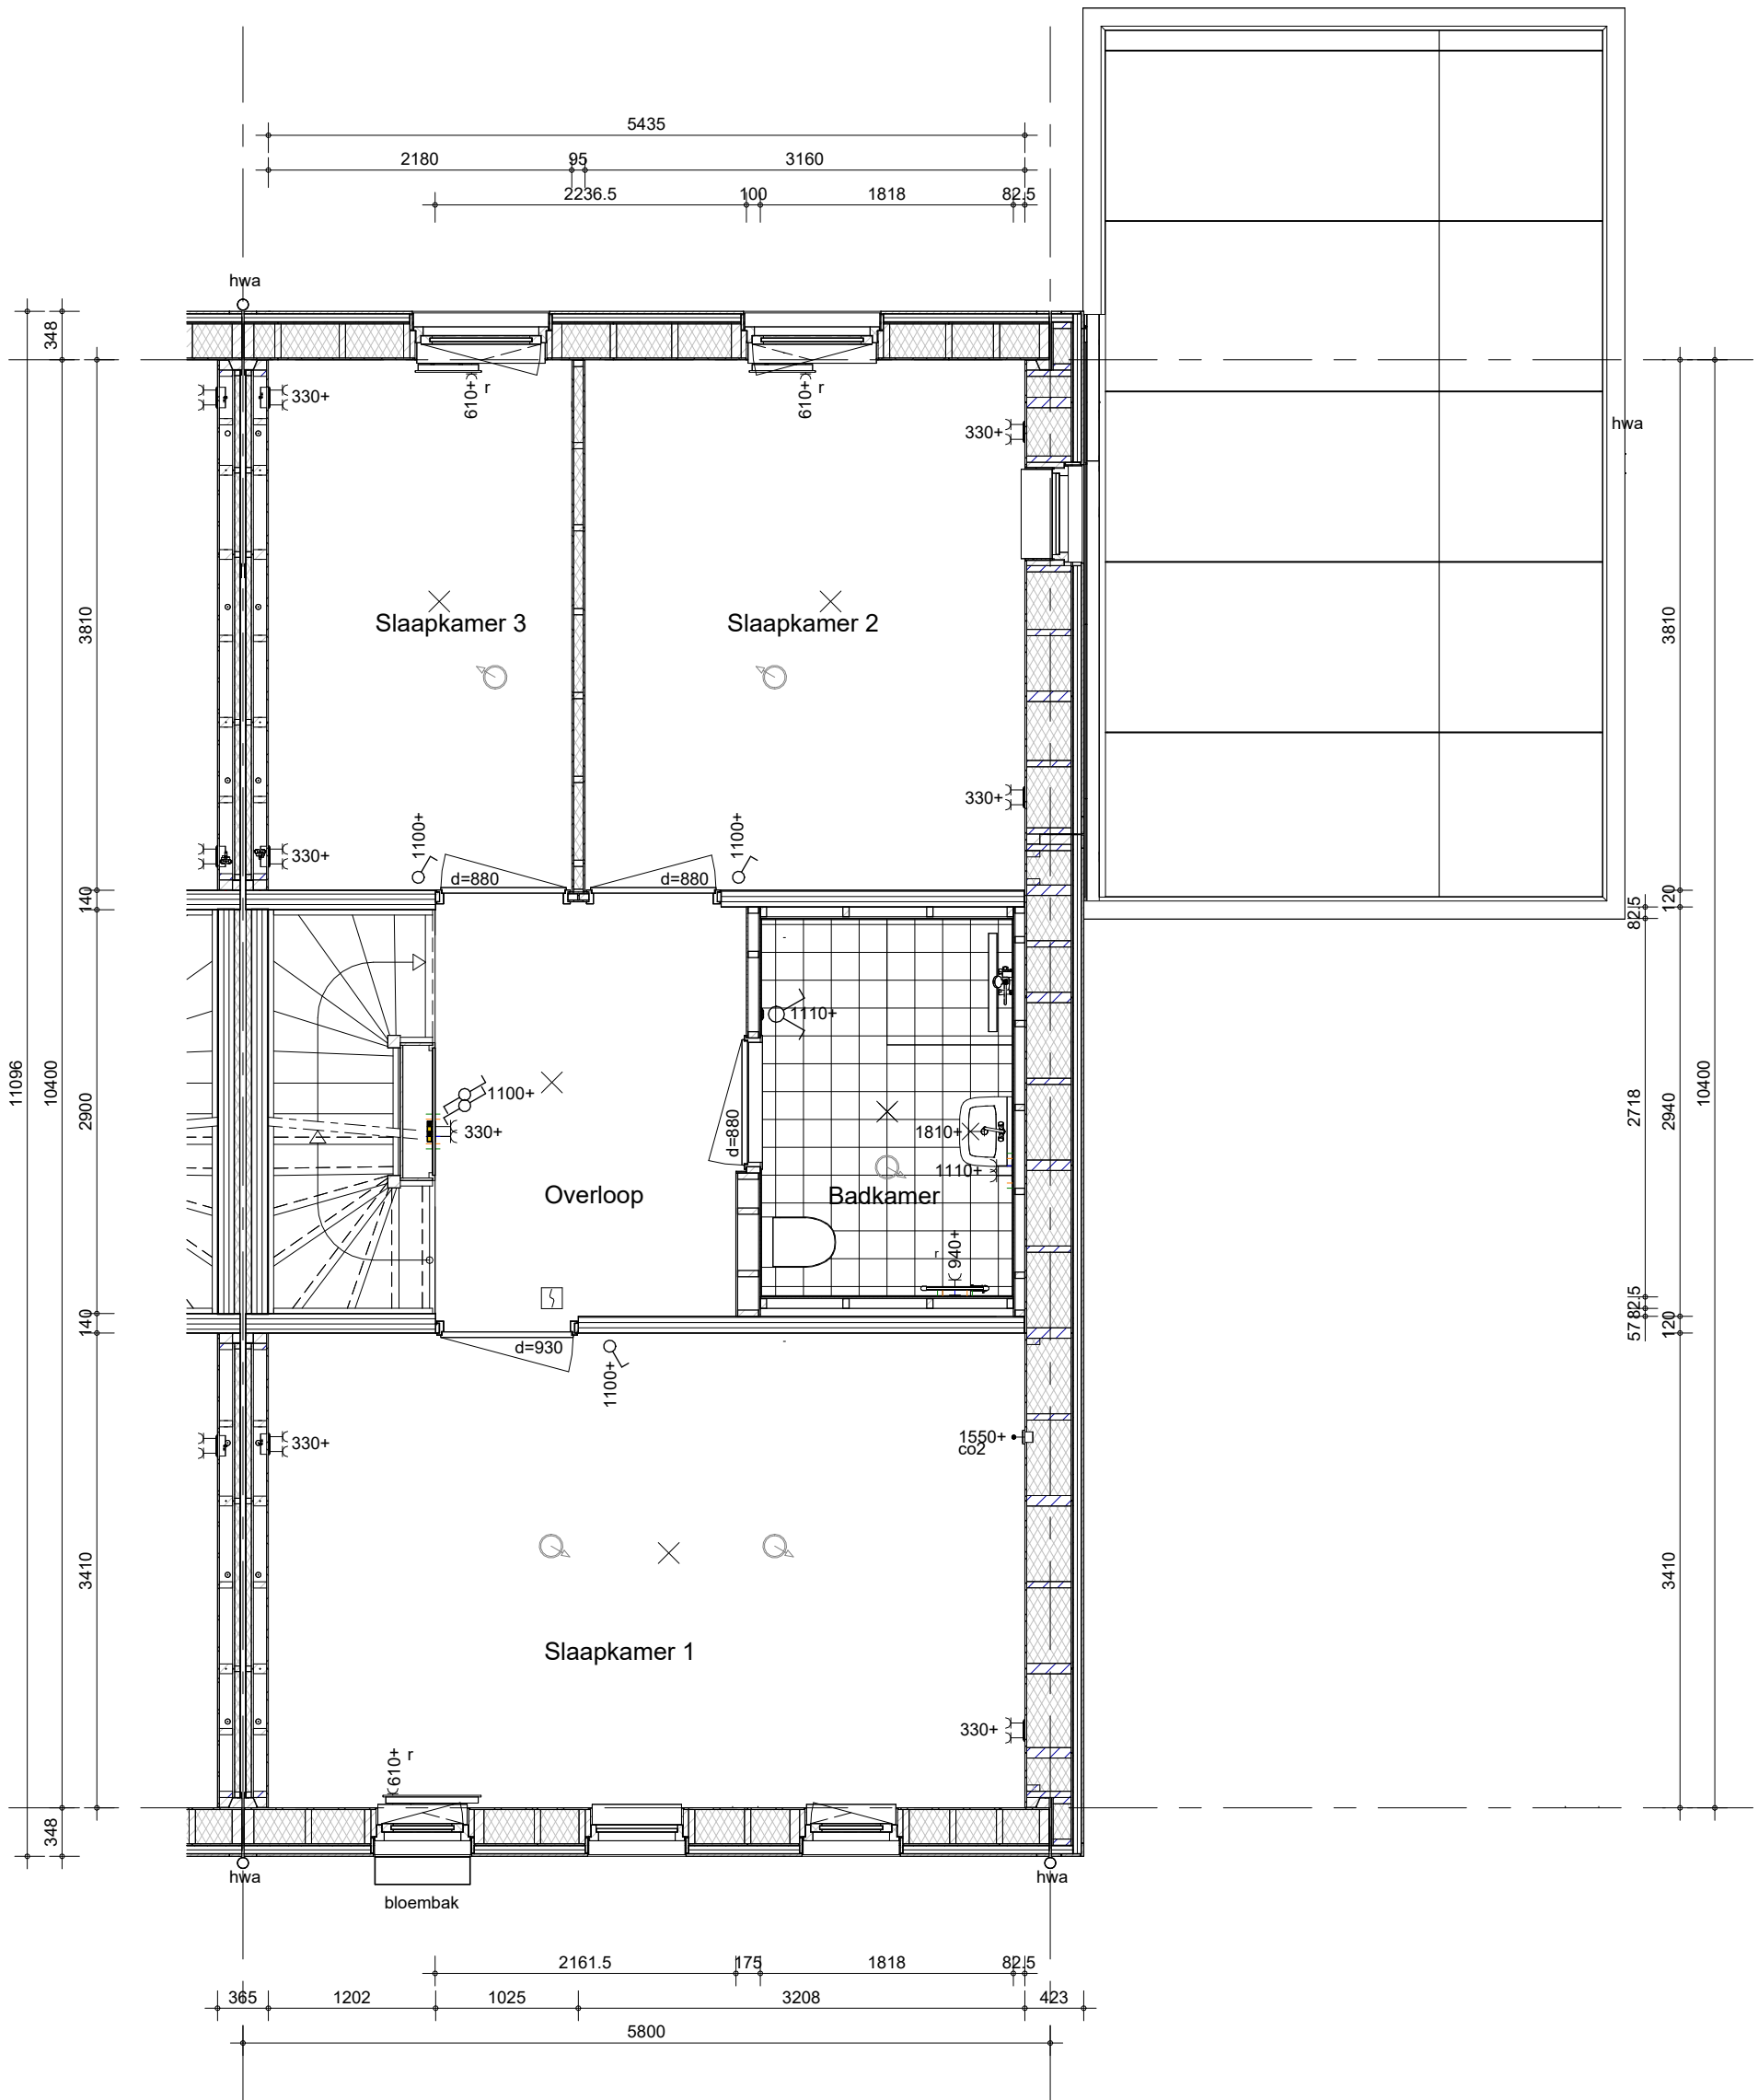 5435
2180 95 3160
2236.5 100 1818 82.5
hwa
348
610+ r
610+ r
330+
330+
hwa
Slaapkamer 3
Slaapkamer 2
3810
3810
330+
1100+
1100+
330+
d=880
d=880
140
120
82.5
1110+
11096
10400
2900
1100+
330+
d=880
1810+
1110+
2718
2940
10400
Overloop
Badkamer
r 940+
140
d=930
1100+
82.5
57
120
330+
1550+
co2
3410
3410
Slaapkamer 1
330+
610+ r
348
hwa
hwa
bloembak
2161.5 175 1818 82.5
365 1202 1025 3208 423
5800